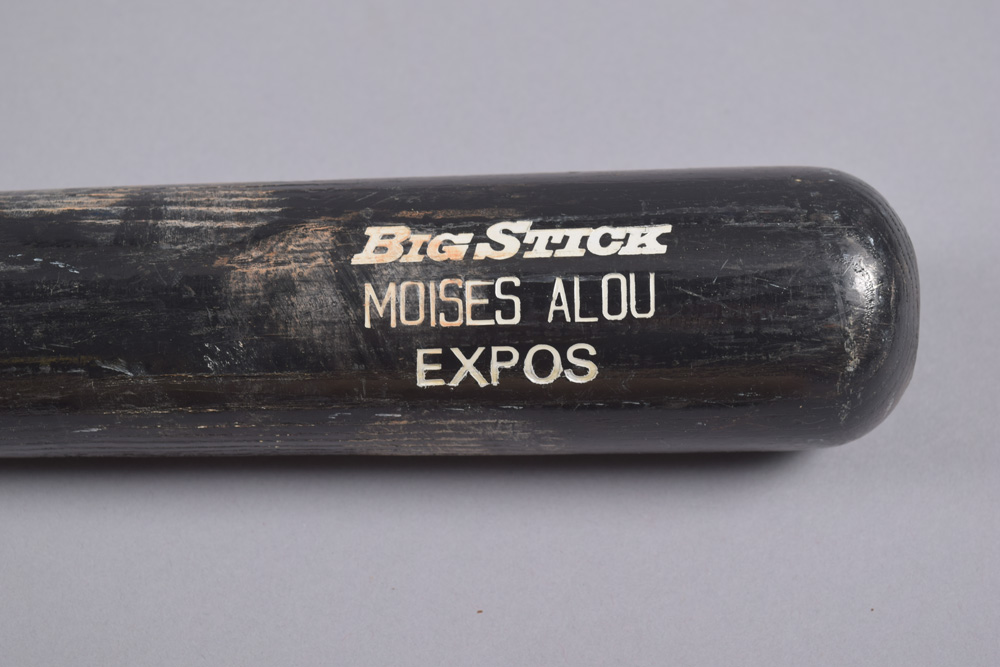 BIG STICK
MOISES ALOU
EXPOS